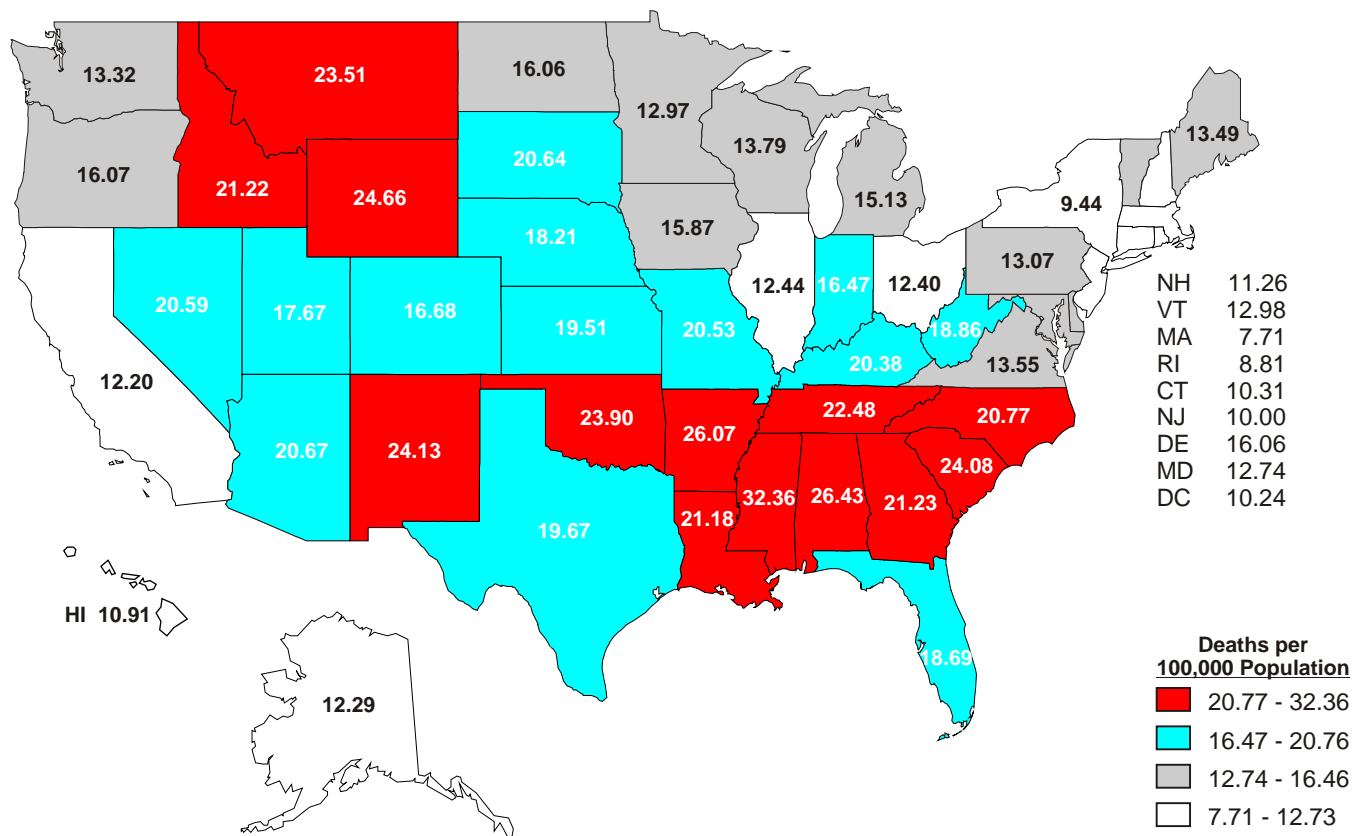 13.32
23.51
16.06
12.97
13.79
13.49
16.07
21.22
24.66
20.64
15.13
9.44
15.87
18.21
13.07
20.59
17.67
16.68
19.51
20.53
12.44
16.47
12.40
18.86
20.38
13.55
12.20
20.67
24.13
23.90
26.07
22.48
20.77
24.08
32.36
26.43
21.23
21.18
19.67
18.69
NH 11.26
VT 12.98
MA 7.71
RI 8.81
CT 10.31
NJ 10.00
DE 16.06
MD 12.74
DC 10.24
HI 10.91
12.29
Deaths per
100,000 Population
20.77 - 32.36
16.47 - 20.76
12.74 - 16.46
7.71 - 12.73